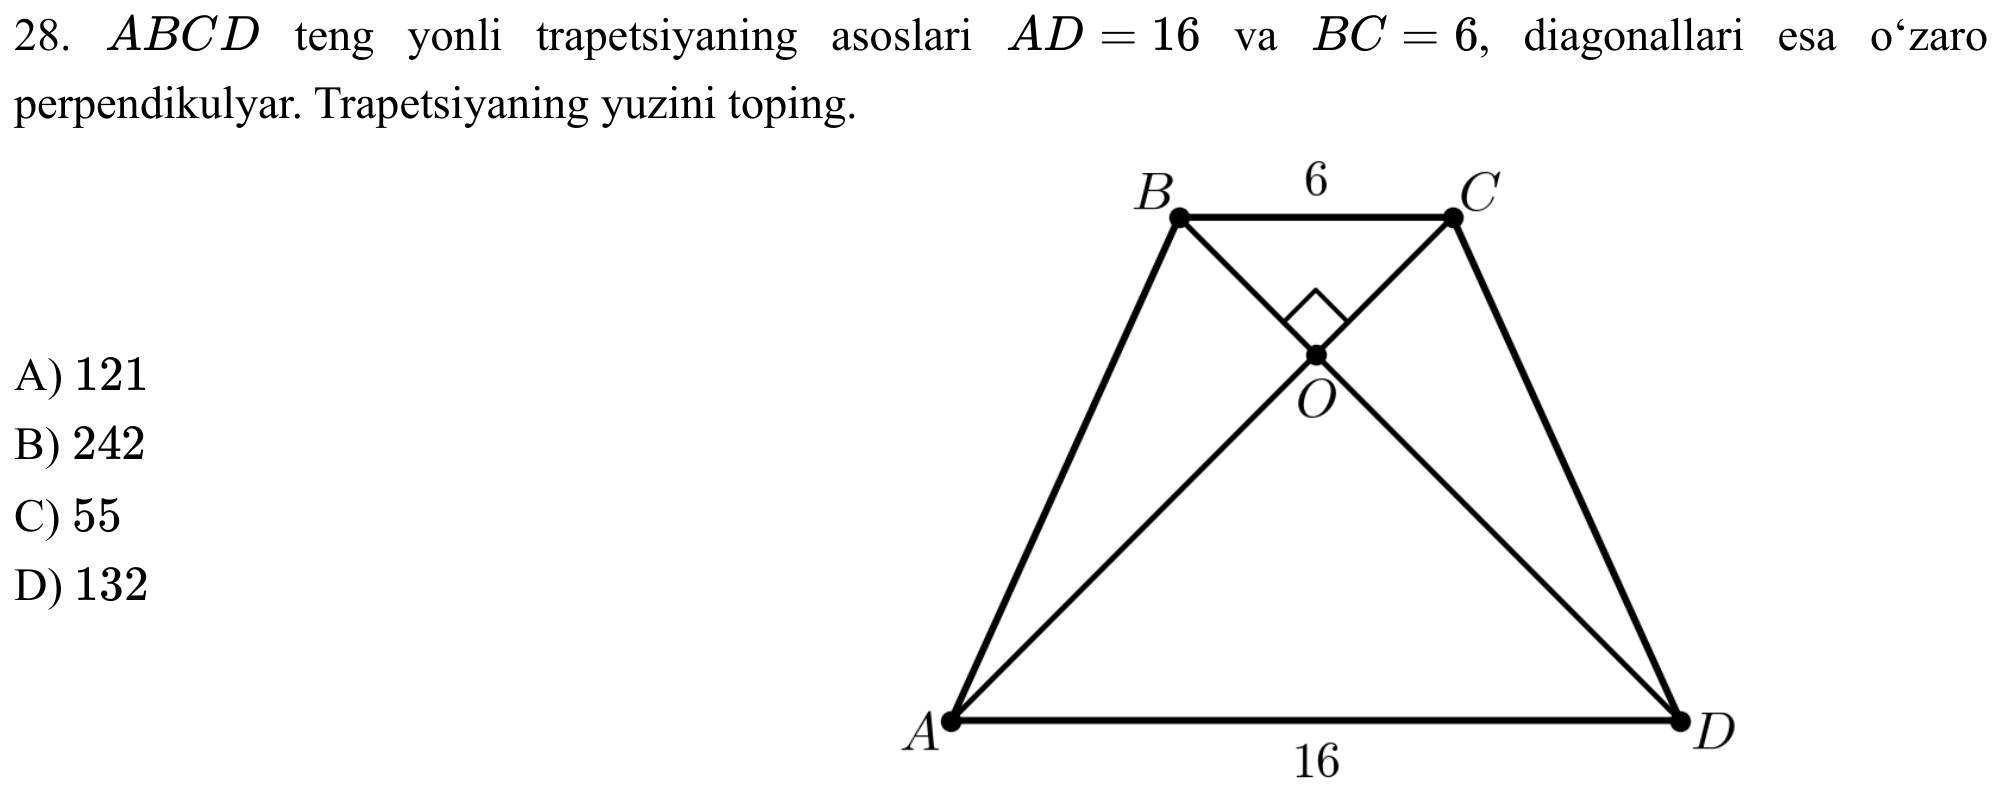 28. ABCD teng yonli trapetsiyaning asoslari AD = 16 va BC = 6, diagonallari esa o‘zaro
perpendikulyar. Trapetsiyaning yuzini toping.
6
B
C
O
A
D
16
A) 121
B) 242
C) 55
D) 132